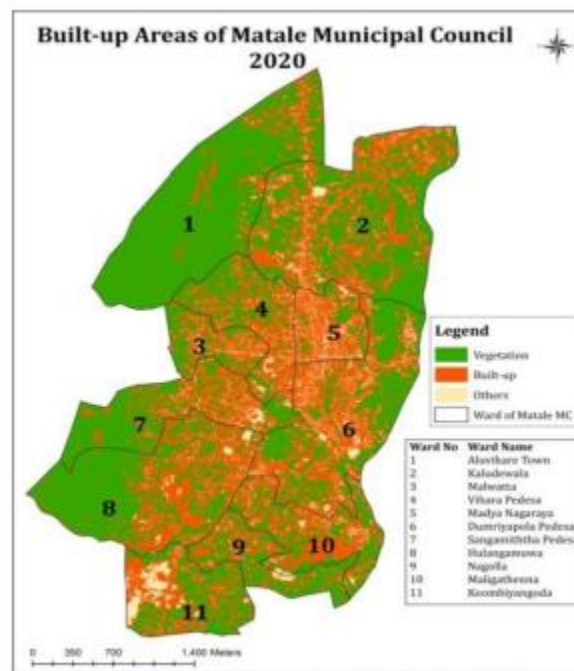 Built-up Areas of Matale Municipal Council
2020
1
2
4
5
3
6
7
8
9
10
11
Legend
Vegetation
Built-up
Others
Ward of Matale MC
Ward No Ward Name
1 Aluvihare Town
2 Kaludewala
3 Malwatta
4 Vihara Pedesa
5 Madya Nagaraya
6 Dumriyapola Pedesa
7 Sangamiththa Pedesa
8 Hulangamuwa
9 Nagolla
10 Maligathenna
11 Koombiyangoda
0 350 700 1,400 Meters